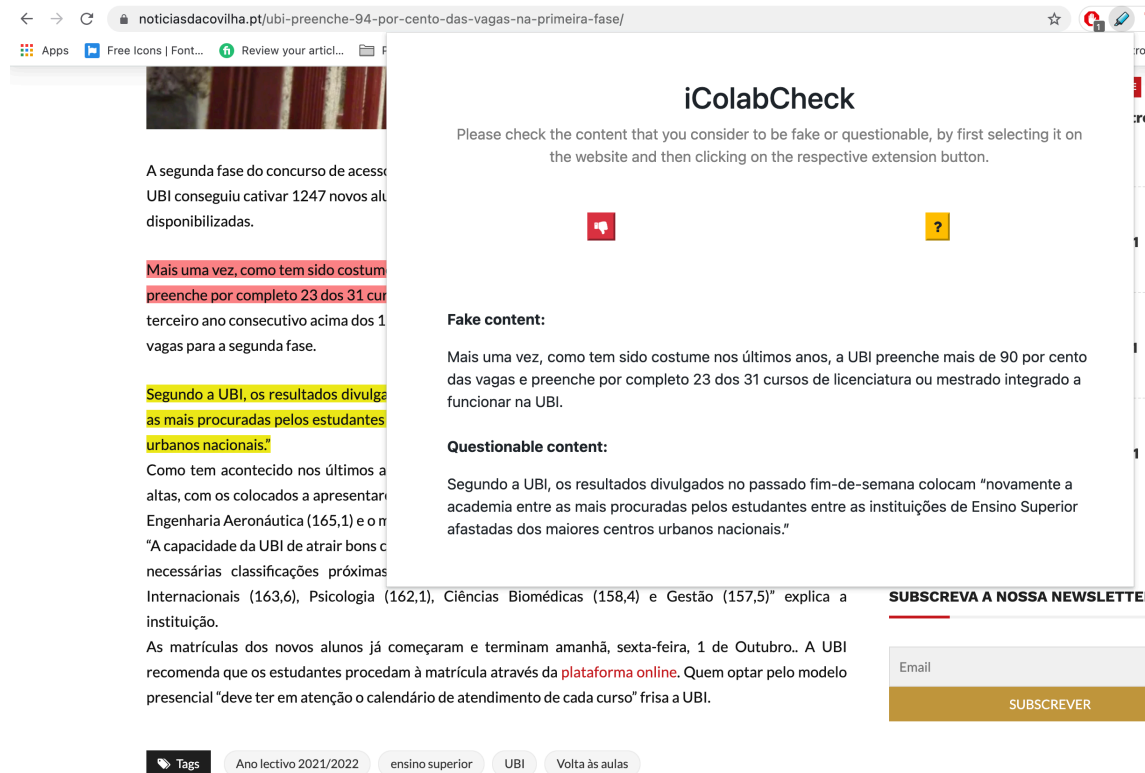 noticiasdacovilha.pt/ubi-preenche-94-por-cento-das-vagas-na-primeira-fase/
1
Apps
Free Icons | Font...
Review your articl...
iColabCheck
Please check the content that you consider to be fake or questionable, by first selecting it on
the website and then clicking on the respective extension button.
?
Fake content:
Mais uma vez, como tem sido costume nos últimos anos, a UBI preenche mais de 90 por cento
das vagas e preenche por completo 23 dos 31 cursos de licenciatura ou mestrado integrado a
funcionar na UBI.
Questionable content:
Segundo a UBI, os resultados divulgados no passado fim-de-semana colocam “novamente a
academia entre as mais procuradas pelos estudantes entre as instituições de Ensino Superior
afastadas dos maiores centros urbanos nacionais.”
A segunda fase do concurso de acess
UBI conseguiu cativar 1247 novos alu
disponibilizadas.
Mais uma vez, como tem sido costum
preenche por completo 23 dos 31 cur
terceiro ano consecutivo acima dos 1
vagas para a segunda fase.
Segundo a UBI, os resultados divulga
as mais procuradas pelos estudantes
urbanos nacionais.”
Como tem acontecido nos últimos a
altas, com os colocados a apresentar
Engenharia Aeronáutica (165,1) e o m
“A capacidade da UBI de atrair bons c
necessárias classificações próximas
Internacionais (163,6), Psicologia (162,1), Ciências Biomédicas (158,4) e Gestão (157,5)” explica a
instituição.
As matrículas dos novos alunos já começaram e terminam amanhã, sexta-feira, 1 de Outubro.. A UBI
recomenda que os estudantes procedam à matrícula através da plataforma online. Quem optar pelo modelo
presencial “deve ter em atenção o calendário de atendimento de cada curso” frisa a UBI.
Tags
Ano lectivo 2021/2022
ensino superior
UBI
Volta às aulas
SUBSCREVA A NOSSA NEWSLETTE
Email
SUBSCREVER